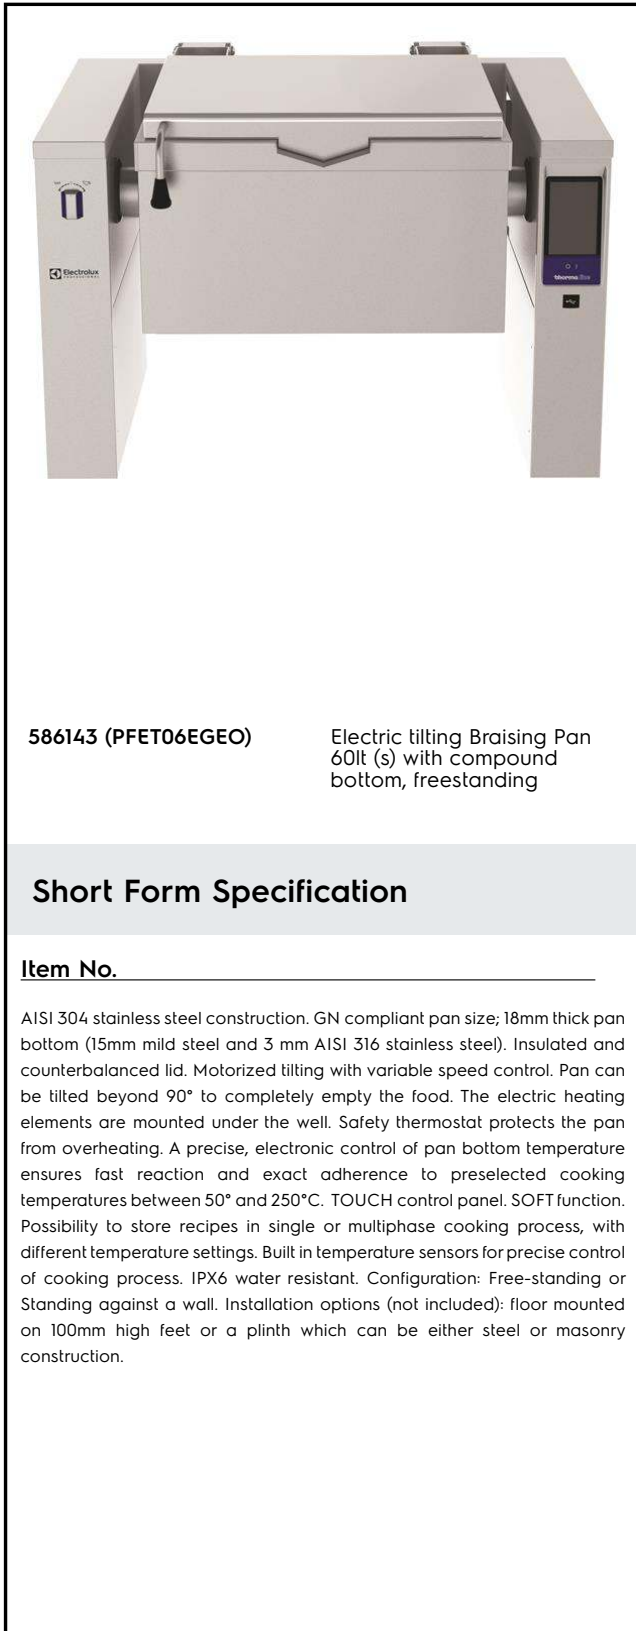 Electrolux
PROFESSIONAL
thermaline
586143 (PFET06EGEO)
Electric tilting Braising Pan
60lt (s) with compound
bottom, freestanding
Short Form Specification
Item No.
AISI 304 stainless steel construction. GN compliant pan size; 18mm thick pan
bottom (15mm mild steel and 3 mm AISI 316 stainless steel). Insulated and
counterbalanced lid. Motorized tilting with variable speed control. Pan can
be tilted beyond 90° to completely empty the food. The electric heating
elements are mounted under the well. Safety thermostat protects the pan
from overheating. A precise, electronic control of pan bottom temperature
ensures fast reaction and exact adherence to preselected cooking
temperatures between 50° and 250°C. TOUCH control panel. SOFT function.
Possibility to store recipes in single or multiphase cooking process, with
different temperature settings. Built in temperature sensors for precise control
of cooking process. IPX6 water resistant. Configuration: Free-standing or
Standing against a wall. Installation options (not included): floor mounted
on 100mm high feet or a plinth which can be either steel or masonry
construction.